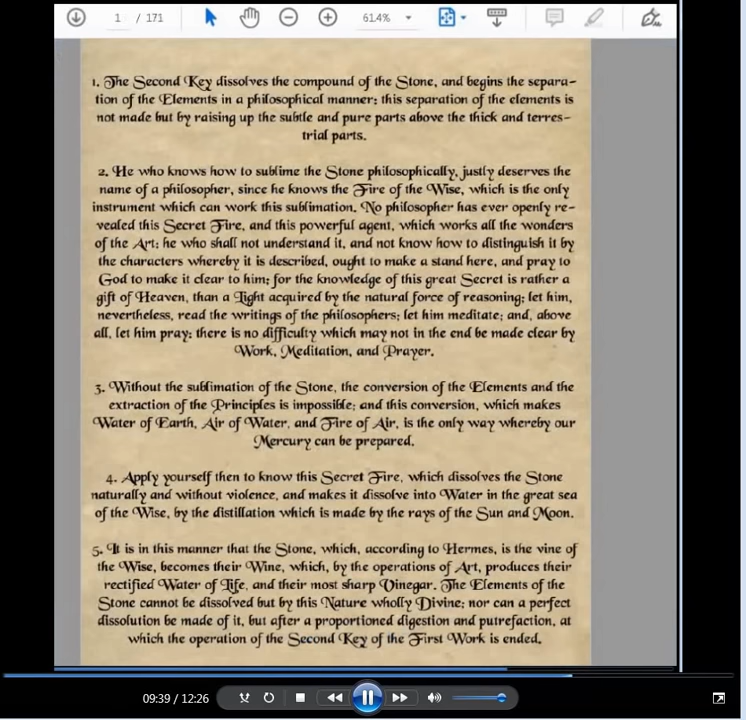 1 / 171
61.4%
1. The Second Key dissolves the compound of the Stone, and begins the separa-
tion of the Elements in a philosophical manner: this separation of the elements is
not made but by raising up the subtle and pure parts above the thick and terres-
trial parts.
2. He who knows how to sublime the Stone philosophically, justly deserves the
name of a philosopher, since he knows the Fire of the Wise, which is the only
instrument which can work this sublimation. No philosopher has ever openly re-
vealed this Secret Fire, and this powerful agent, which works all the wonders
of the Art: he who shall not understand it, and not know how to distinguish it by
the characters whereby it is described, ought to make a stand here, and pray to
God to make it clear to him; for the knowledge of this great Secret is rather a
gift of Heaven, than a Light acquired by the natural force of reasoning; let him,
nevertheless, read the writings of the philosophers; let him meditate; and, above
all, let him pray: there is no difficulty which may not in the end be made clear by
Work, Meditation, and Prayer.
3. Without the sublimation of the Stone, the conversion of the Elements and the
extraction of the Principles is impossible; and this conversion, which makes
Water of Earth, Air of Water, and Fire of Air, is the only way whereby our
Mercury can be prepared.
4. Apply yourself then to know this Secret Fire, which dissolves the Stone
naturally and without violence, and makes it dissolve into Water in the great sea
of the Wise, by the distillation which is made by the rays of the Sun and Moon.
5. It is in this manner that the Stone, which, according to Hermes, is the vine of
the Wise, becomes their Wine, which, by the operations of Art, produces their
rectified Water of Life, and their most sharp Vinegar. The Elements of the
Stone cannot be dissolved but by this Nature wholly Divine; nor can a perfect
dissolution be made of it, but after a proportioned digestion and putrefaction, at
which the operation of the Second Key of the First Work is ended.
09:39 / 12:26